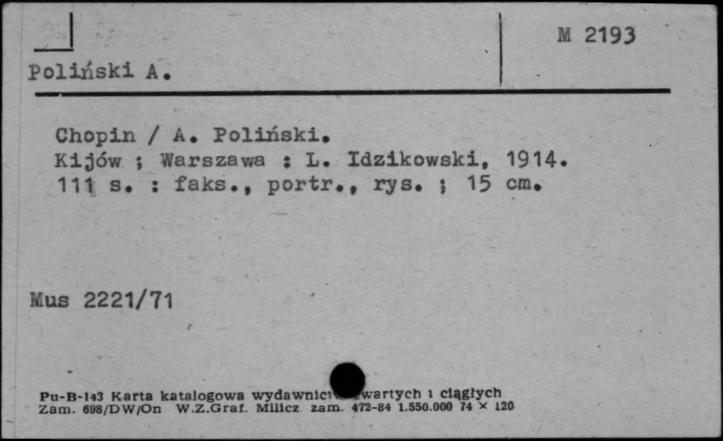 M 2193
Poliński A.
Chopin / A. Poliński.
Kijów ; Warszawa : L. Idzikowski, 1914.
111 s. : faks., portr., rys. ; 15 cm.
Mus 2221/71
Pu-B-143 Karta katalogowa wydawnictw zwartych i ciągłych
Zam. 698/DW/On W.Z.Graf. Milicz zam. 472-84 1.550.000 74 × 120